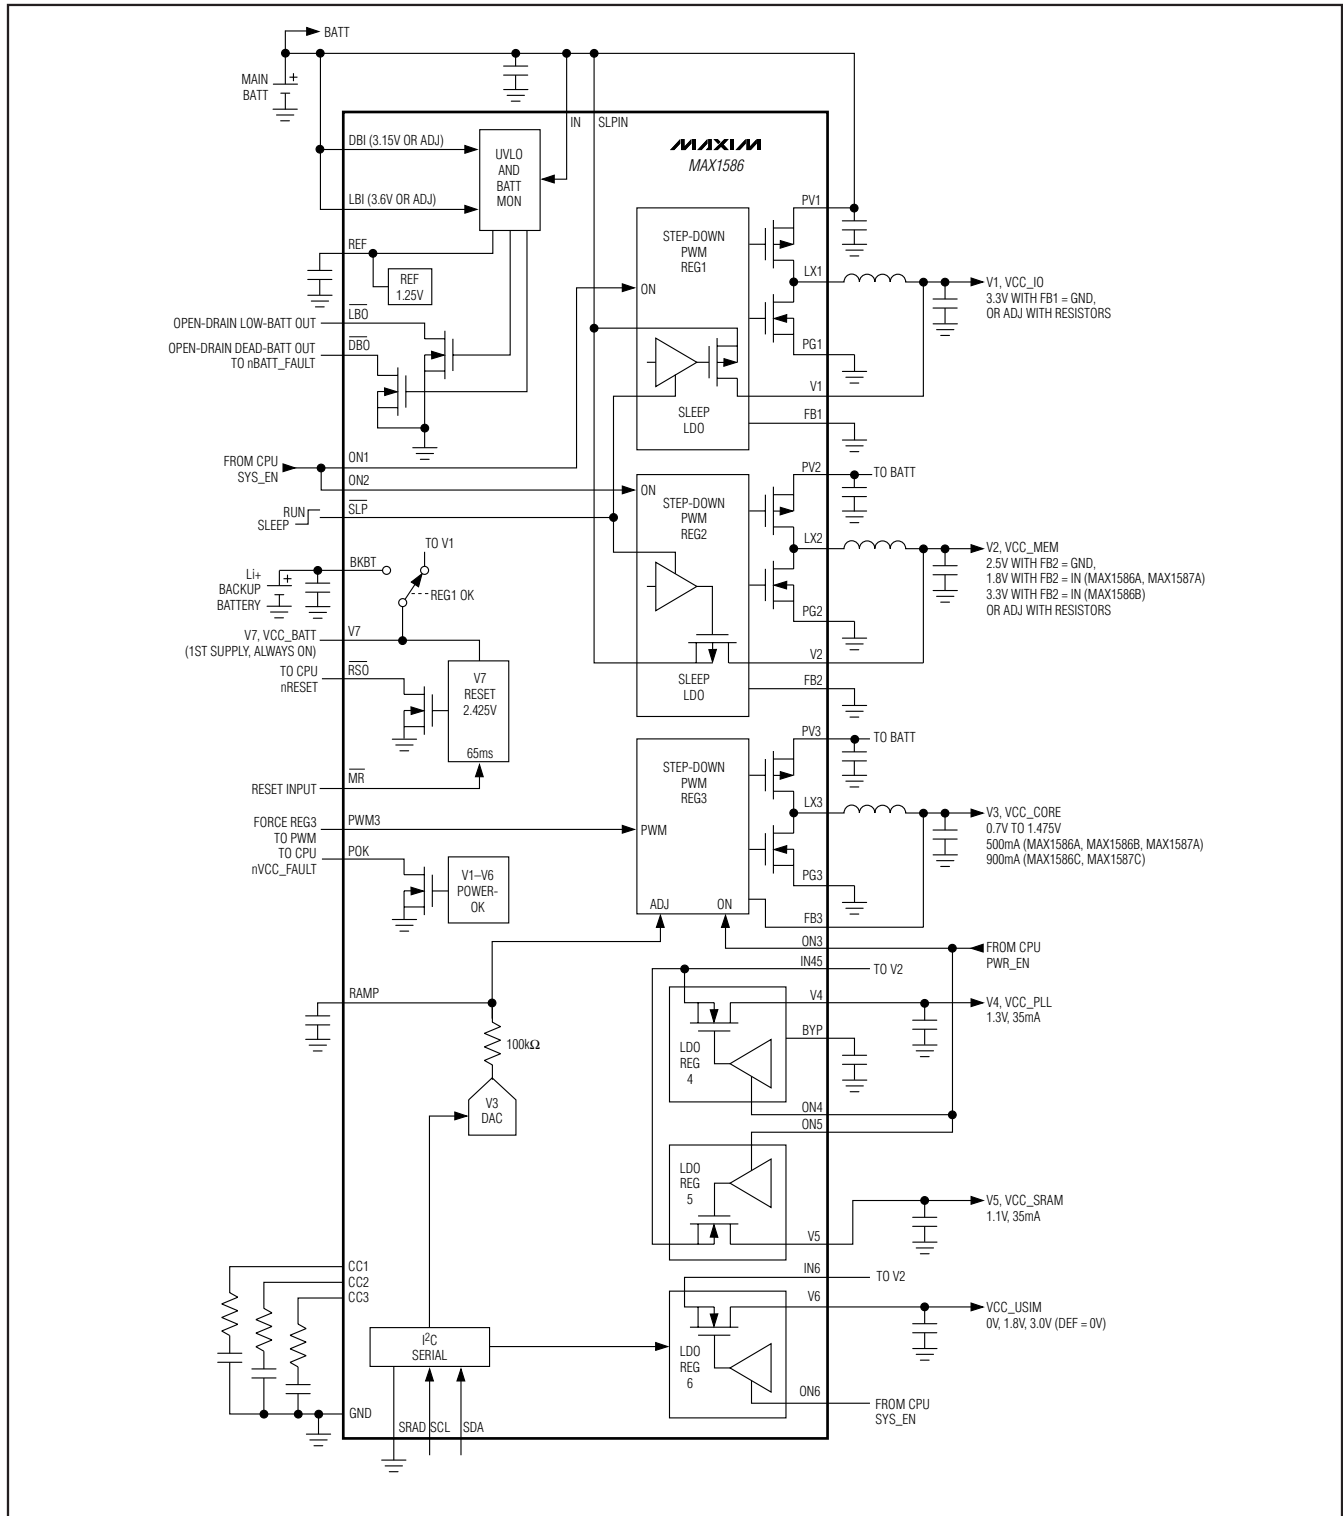 BATT
MAIN
BATT
+
IN
SLPIN
MAXIM
MAX1586
DBI (3.15V OR ADJ)
UVLO
AND
BATT
MON
LBI (3.6V OR ADJ)
REF
REF
1.25V
LBO
OPEN-DRAIN LOW-BATT OUT
DBO
OPEN-DRAIN DEAD-BATT OUT
TO nBATT_FAULT
PV1
STEP-DOWN
PWM
REG1
ON
LX1
V1, VCC_IO
3.3V WITH FB1 = GND,
OR ADJ WITH RESISTORS
PG1
V1
SLEEP
LDO
FB1
FROM CPU
SYS_EN
ON1
ON2
RUN
SLEEP
SLP
PV2
TO BATT
ON
STEP-DOWN
PWM
REG2
LX2
V2, VCC_MEM
2.5V WITH FB2 = GND,
1.8V WITH FB2 = IN (MAX1586A, MAX1587A)
3.3V WITH FB2 = IN (MAX1586B)
OR ADJ WITH RESISTORS
PG2
V2
SLEEP
LDO
FB2
TO V1
BKBT
Li+
BACKUP
BATTERY
+
REG1 OK
V7
V7, VCC_BATT
(1ST SUPPLY, ALWAYS ON)
RSO
TO CPU
nRESET
V7
RESET
2.425V
65ms
MR
RESET INPUT
PV3
TO BATT
STEP-DOWN
PWM
REG3
LX3
V3, VCC_CORE
0.7V TO 1.475V
500mA (MAX1586A, MAX1586B, MAX1587A)
900mA (MAX1586C, MAX1587C)
FORCE REG3
TO PWM
PWM3
PWM
TO CPU
nVCC_FAULT
POK
V1–V6
POWER-
OK
PG3
ADJ
ON
FB3
ON3
FROM CPU
PWR_EN
IN45
TO V2
RAMP
100kΩ
V4
V4, VCC_PLL
1.3V, 35mA
BYP
LDO
REG
4
V3
DAC
ON4
ON5
LDO
REG
5
V5, VCC_SRAM
1.1V, 35mA
V5
CC1
CC2
CC3
IN6
TO V2
V6
VCC_USIM
0V, 1.8V, 3.0V (DEF = 0V)
I2C
SERIAL
LDO
REG
6
ON6
FROM CPU
SYS_EN
GND
SRAD
SCL
SDA